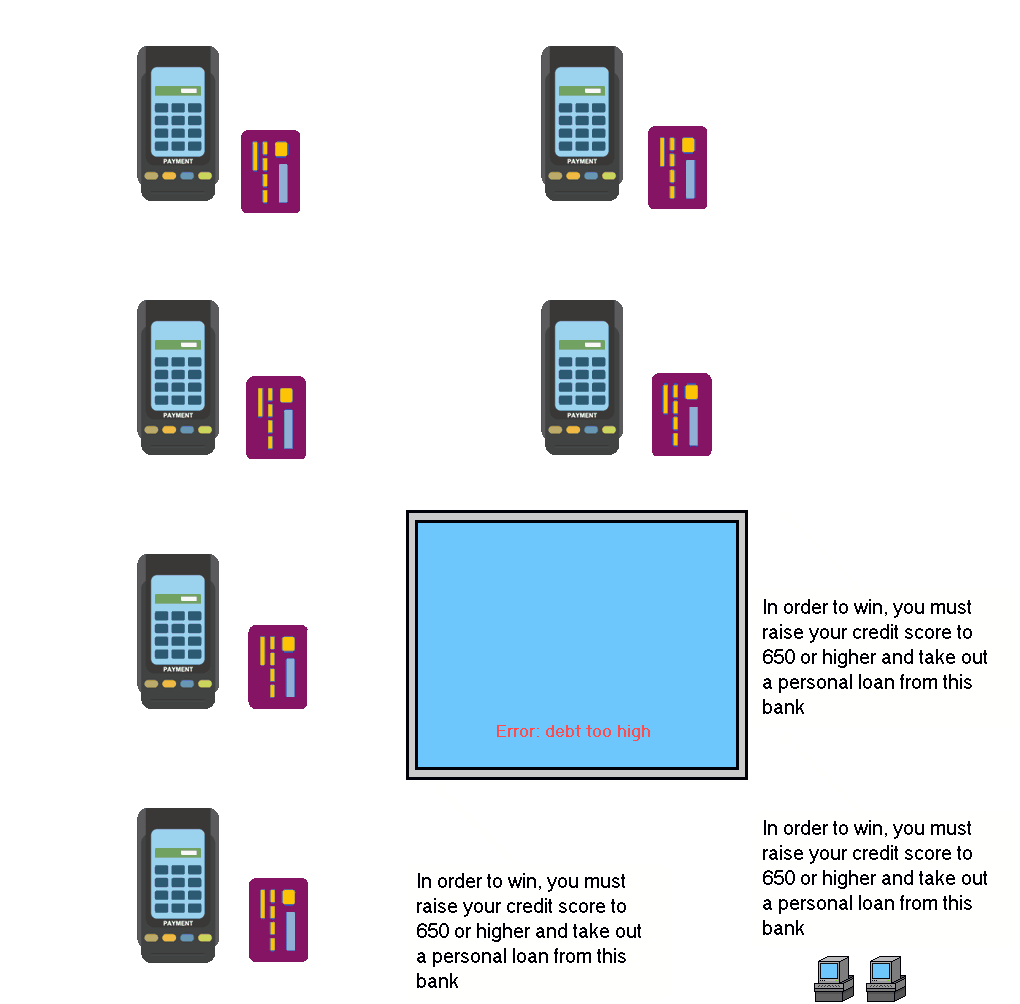 PAYMENT
PAYMENT
PAYMENT
PAYMENT
PAYMENT
Error: debt too high
In order to win, you must
raise your credit score to
650 or higher and take out
a personal loan from this
bank
PAYMENT
In order to win, you must
raise your credit score to
650 or higher and take out
a personal loan from this
bank
In order to win, you must
raise your credit score to
650 or higher and take out
a personal loan from this
bank